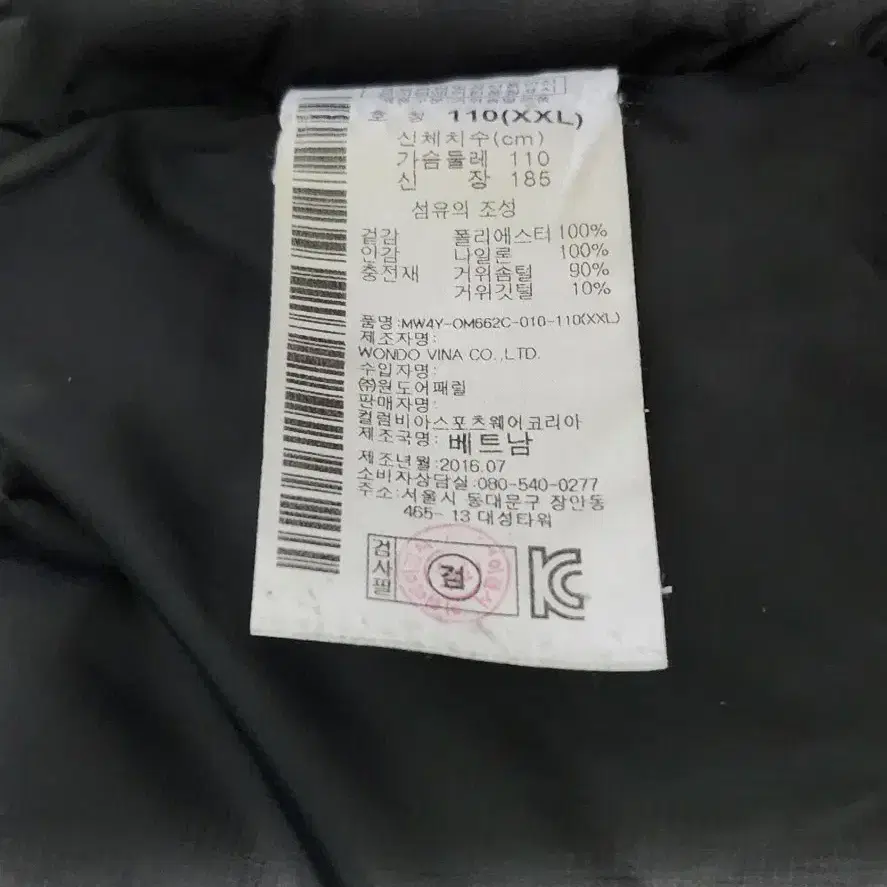 호 칭 110(XXL)
신체치수(cm)
가슴둘레 110
신 장 185
섬유의 조성
겉감 폴리에스터 100%
안감 나일론 100%
충전재 거위솜털 90%
거위깃털 10%
품명:MW4Y-OM662C-010-110(XXL)
제조자명:
WONDO VINA CO.,LTD.
수입자명:
㈜원도어패럴
판매자명:
컬럼비아스포츠웨어코리아
제조국명: 베트남
제조년월:2016.07
소비자상담실:080-540-0277
주소:서울시 동대문구 장안동
465- 13 대성타워
검사필
검